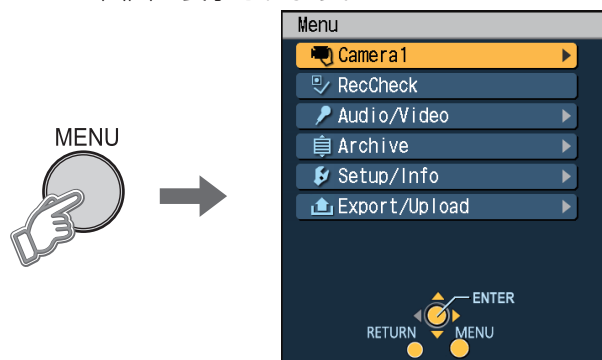 Menu
Camera1
RecCheck
Audio/Video
MENU
Archive
Setup/Info
Export/Upload
ENTER
RETURN
MENU